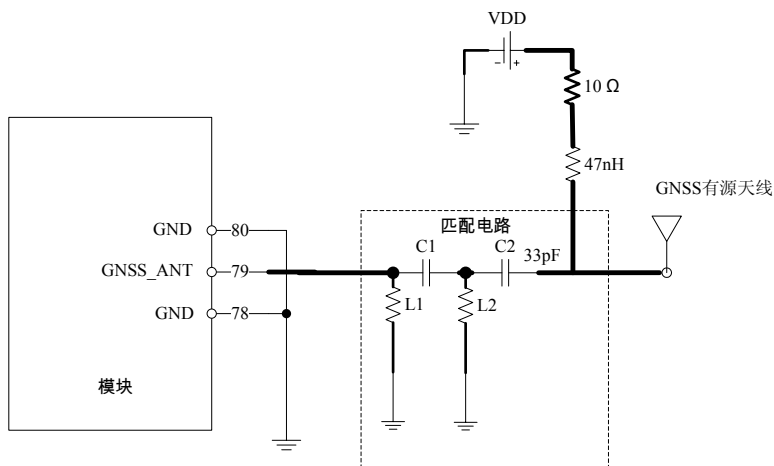 VDD
- +
10 Ω
47nH
GNSS有源天线
匹配电路
C1
C2
33pF
GND
80
GNSS_ANT
79
GND
78
L1
L2
模块